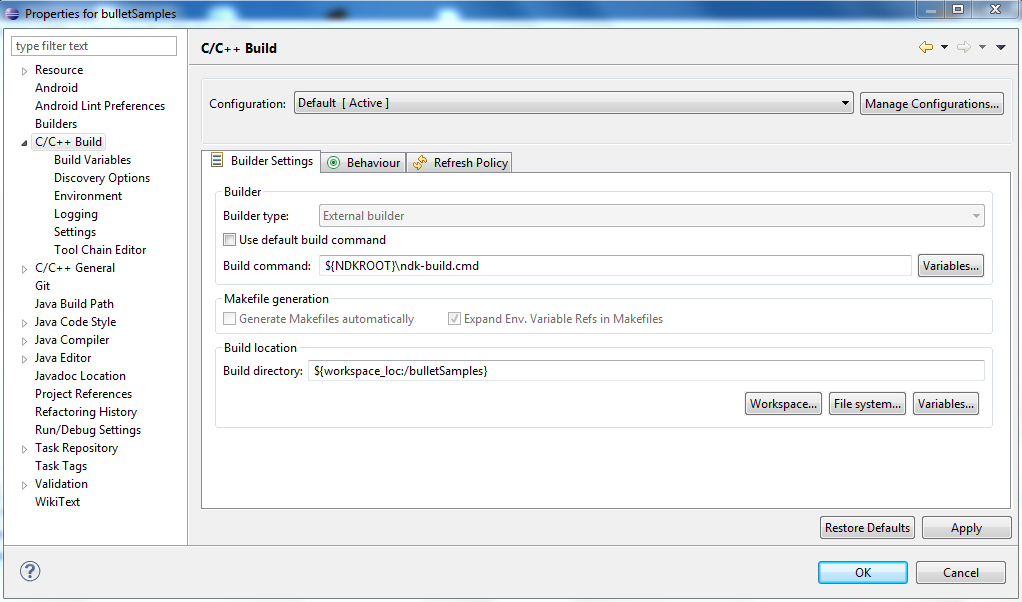 Properties for bulletSamples
type filter text
Resource
Android
Android Lint Preferences
Builders
C/C++ Build
Build Variables
Discovery Options
Environment
Logging
Settings
Tool Chain Editor
C/C++ General
Git
Java Build Path
Java Code Style
Java Compiler
Java Editor
Javadoc Location
Project References
Refactoring History
Run/Debug Settings
Task Repository
Task Tags
Validation
WikiText
C/C++ Build
Configuration: Default [ Active ] Manage Configurations...
Builder Settings Behaviour Refresh Policy
Builder
Builder type: External builder
Use default build command
Build command: ${NDKROOT}\ndk-build.cmd Variables...
Makefile generation
Generate Makefiles automatically Expand Env. Variable Refs in Makefiles
Build location
Build directory: ${workspace_loc:/bulletSamples}
Workspace... File system... Variables...
Restore Defaults Apply
? OK Cancel